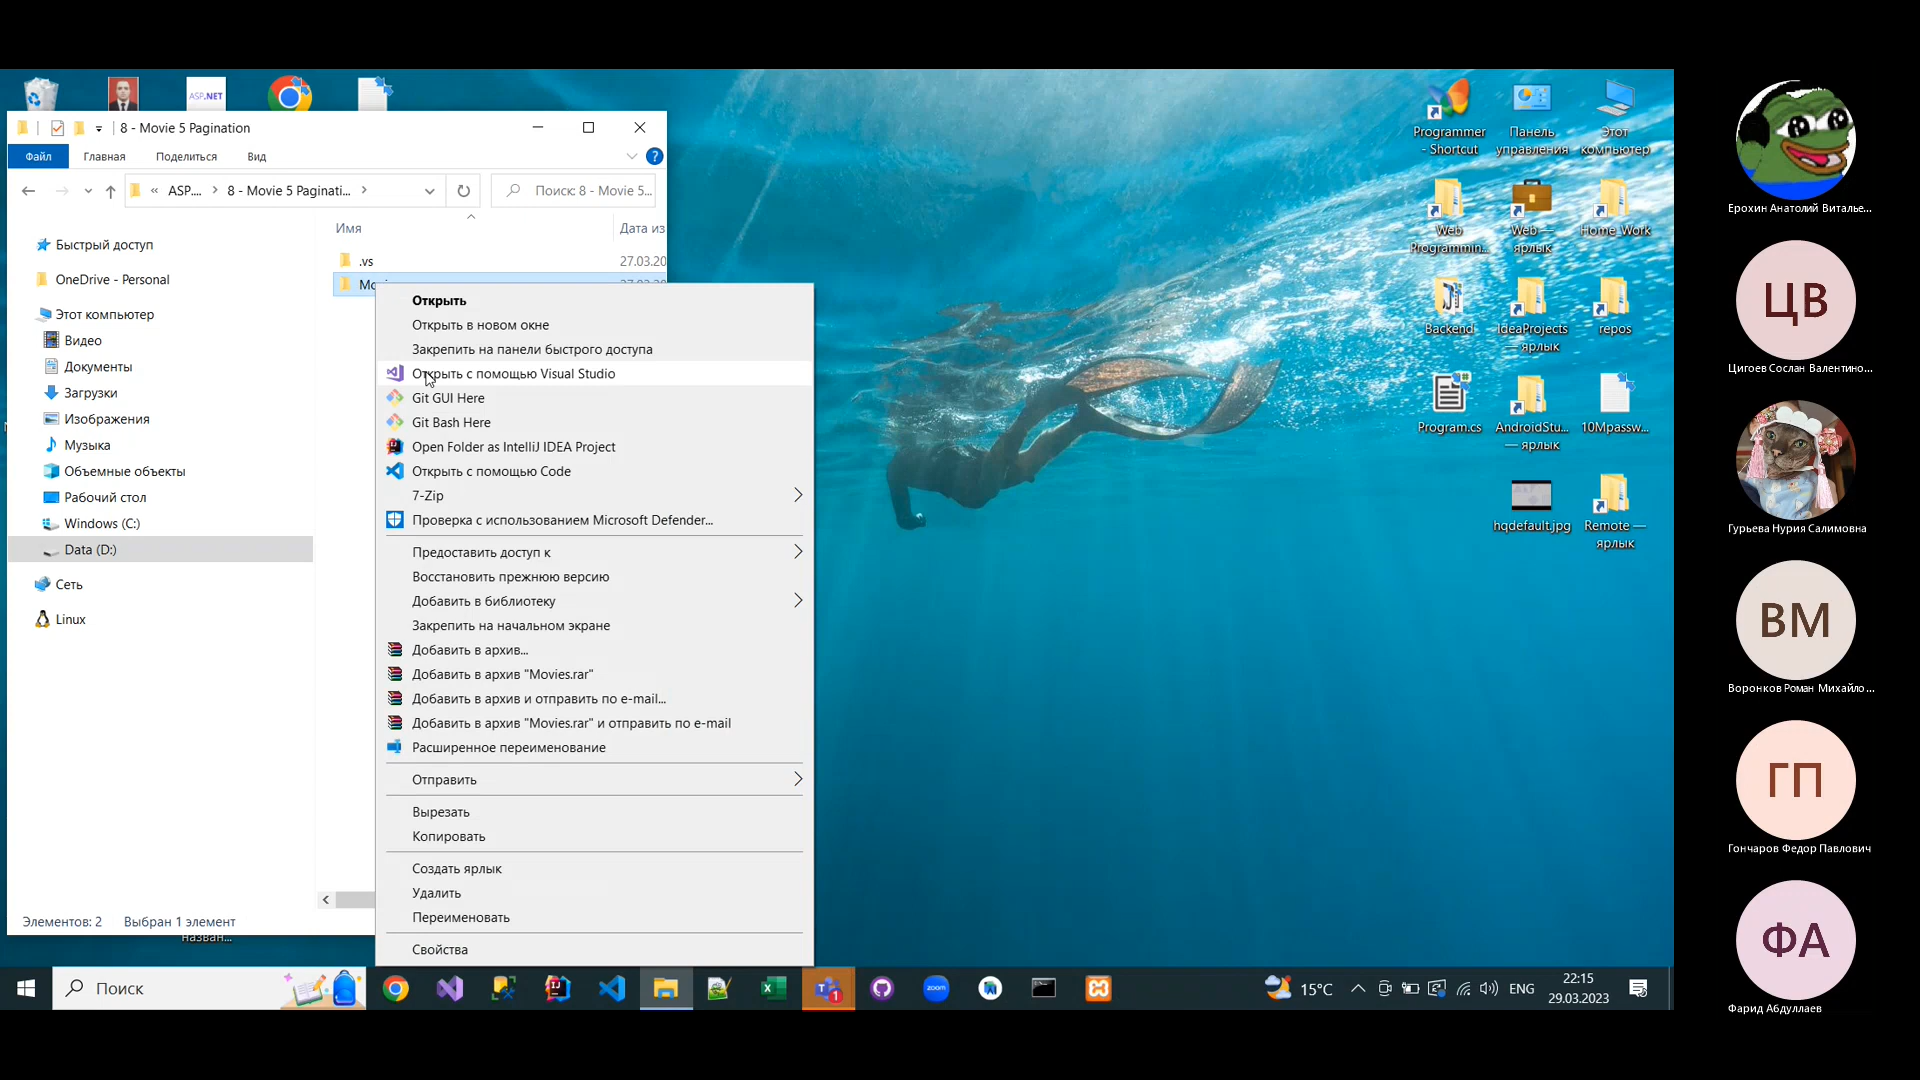 ASP.NET
8 - Movie 5 Pagination
Файл
Главная
Поделиться
Вид
?
« ASP.... > 8 - Movie 5 Paginati... >
Поиск: 8 - Movie 5...
Имя
Дата из
Быстрый доступ
OneDrive - Personal
Этот компьютер
Видео
Документы
Загрузки
Изображения
Музыка
Объемные объекты
Рабочий стол
Windows (C:)
Data (D:)
Сеть
Linux
.vs
27.03.20
Элементов: 2
Выбран 1 элемент
назван...
Открыть
Открыть в новом окне
Закрепить на панели быстрого доступа
Открыть с помощью Visual Studio
Git GUI Here
Git Bash Here
Open Folder as IntelliJ IDEA Project
Открыть с помощью Code
7-Zip
Проверка с использованием Microsoft Defender...
Предоставить доступ к
Восстановить прежнюю версию
Добавить в библиотеку
Закрепить на начальном экране
Добавить в архив...
Добавить в архив "Movies.rar"
Добавить в архив и отправить по e-mail...
Добавить в архив "Movies.rar" и отправить по e-mail
Расширенное переименование
Отправить
Вырезать
Копировать
Создать ярлык
Удалить
Переименовать
Свойства
Programmer
- Shortcut
Панель
управления
Этот
компьютер
Web
Programmin...
Web —
ярлык
Home_Work
Backend
IdeaProjects
— ярлык
repos
Program.cs
AndroidStu...
— ярлык
10Mpassw...
hqdefault.jpg
Remote —
ярлык
Поиск
1
zoom
15°C
ENG
22:15
29.03.2023
Ерохин Анатолий Виталье...
ЦВ
Цигоев Сослан Валентино...
Гурьева Нурия Салимовна
ВМ
Воронков Роман Михайло...
ГП
Гончаров Федор Павлович
ФА
Фарид Абдуллаев